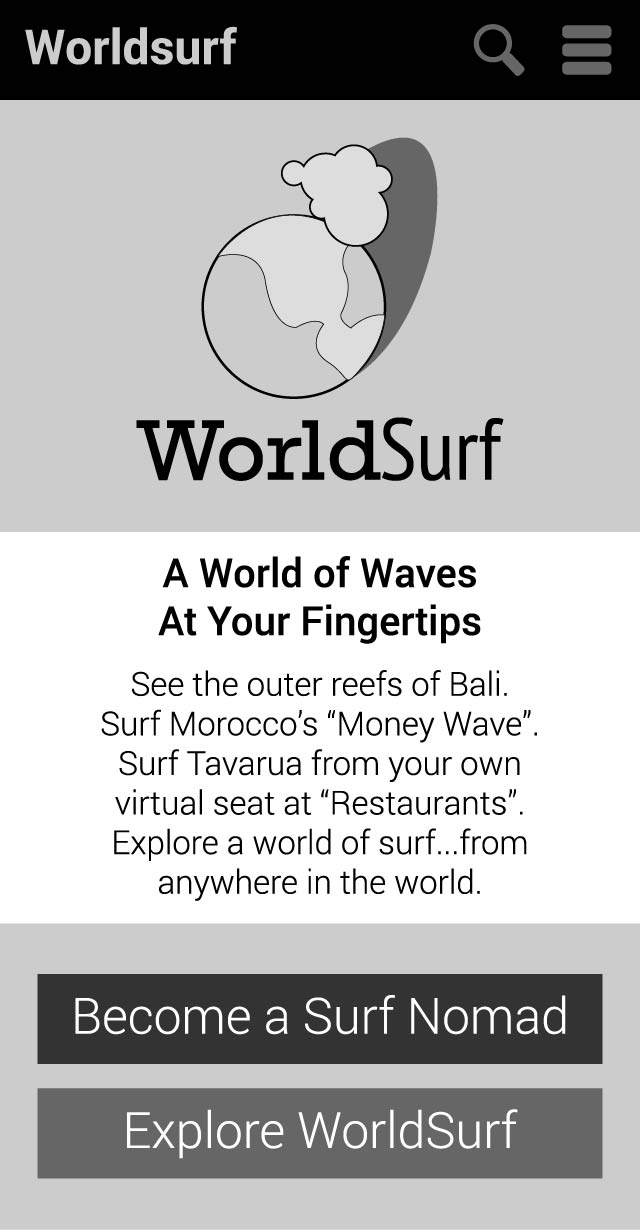 Worldsurf
WorldSurf
A World of Waves
At Your Fingertips
See the outer reefs of Bali.
Surf Morocco’s “Money Wave”.
Surf Tavarua from your own
virtual seat at “Restaurants”.
Explore a world of surf...from
anywhere in the world.
Become a Surf Nomad
Explore WorldSurf